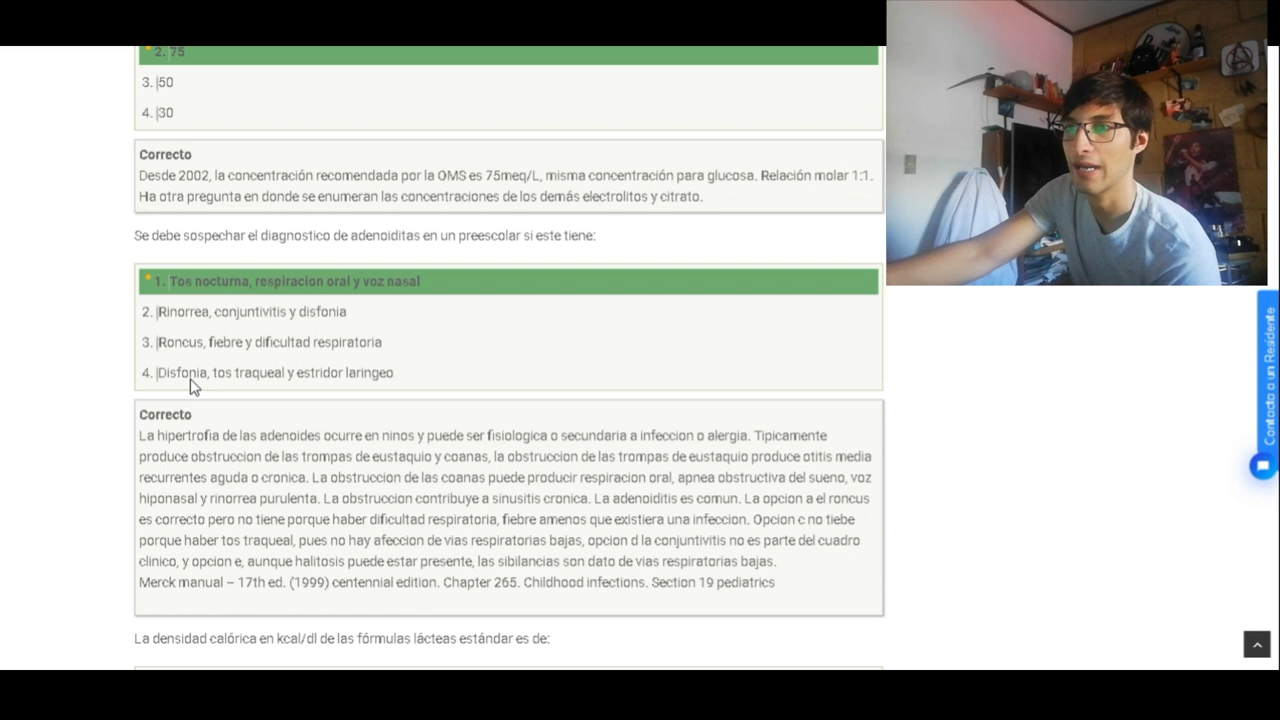 2. 75
3. 50
4. 30
Correcto
Desde 2002, la concentración recomendada por la OMS es 75meq/L, misma concentración para glucosa. Relación molar 1:1.
Ha otra pregunta en donde se enumeran las concentraciones de los demás electrolitos y citrato.
Se debe sospechar el diagnostico de adenoiditas en un preescolar si este tiene:
1. Tos nocturna, respiracion oral y voz nasal
2. Rinorrea, conjuntivitis y disfonia
3. Roncus, fiebre y dificultad respiratoria
4. Disfonia, tos traqueal y estridor laringeo
Correcto
La hipertrofia de las adenoides ocurre en ninos y puede ser fisiologica o secundaria a infeccion o alergia. Tipicamente
produce obstruccion de las trompas de eustaquio y coanas, la obstruccion de las trompas de eustaquio produce otitis media
recurrentes aguda o cronica. La obstruccion de las coanas puede producir respiracion oral, apnea obstructiva del sueno, voz
hiponasal y rinorrea purulenta. La obstruccion contribuye a sinusitis cronica. La adenoiditis es comun. La opcion a el roncus
es correcto pero no tiene porque haber dificultad respiratoria, fiebre amenos que existiera una infeccion. Opcion c no tiebe
porque haber tos traqueal, pues no hay afeccion de vias respiratorias bajas, opcion d la conjuntivitis no es parte del cuadro
clinico, y opcion e, aunque halitosis puede estar presente, las sibilancias son dato de vias respiratorias bajas.
Merck manual – 17th ed. (1999) centennial edition. Chapter 265. Childhood infections. Section 19 pediatrics
La densidad calórica en kcal/dl de las fórmulas lácteas estándar es de:
Contacta a un Residente